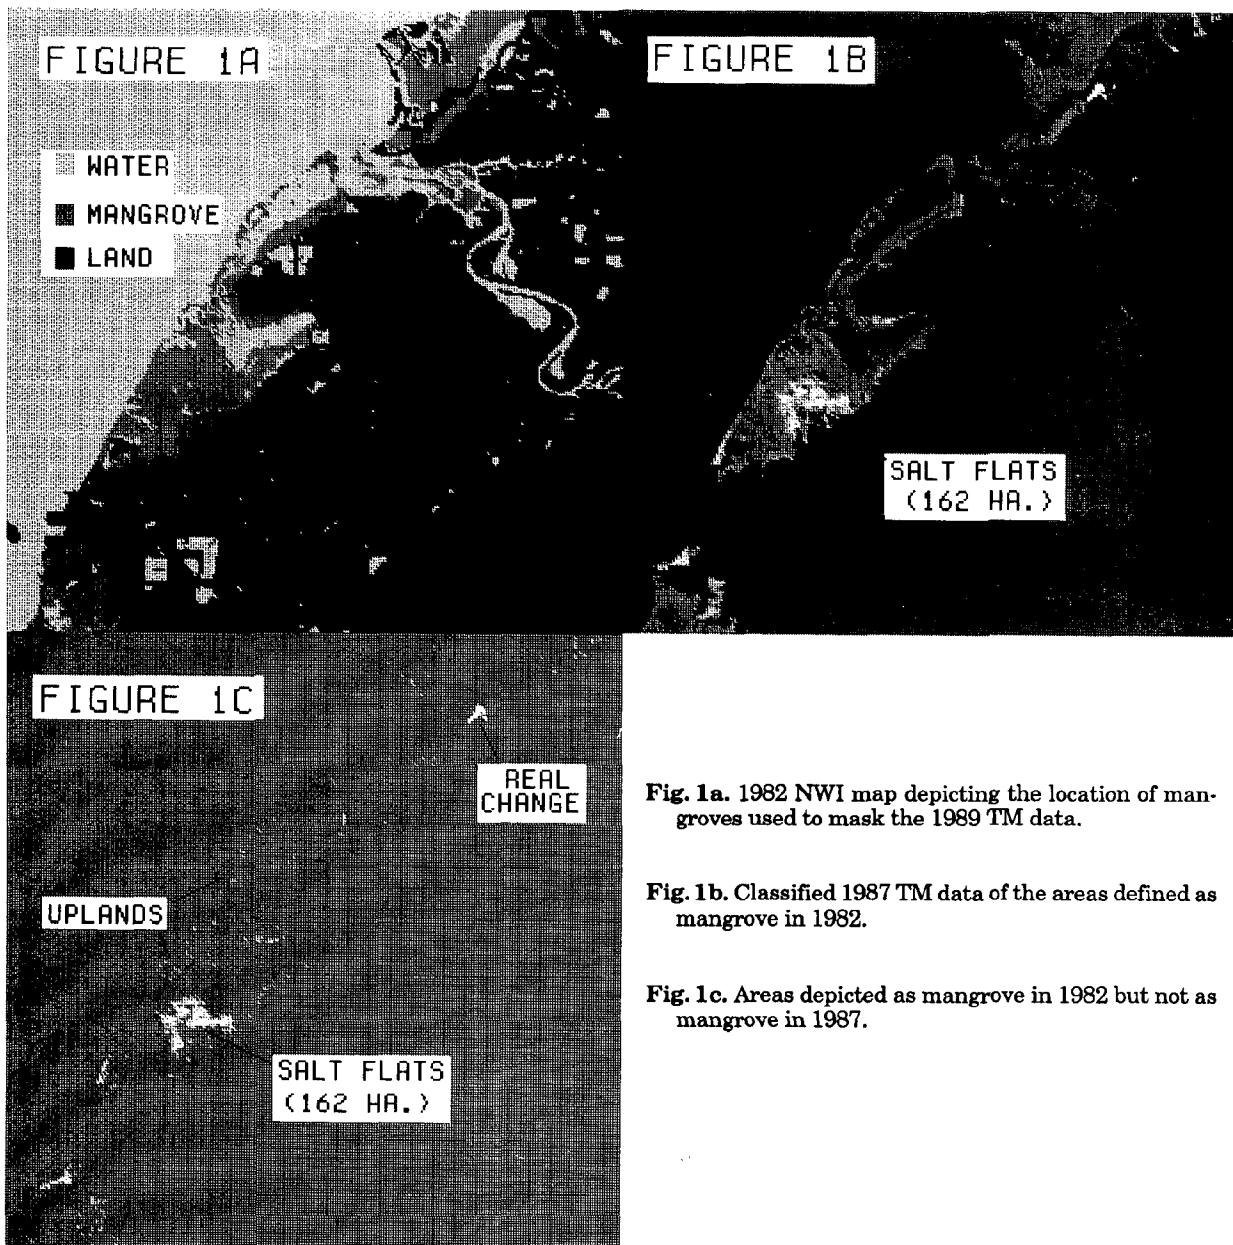 FIGURE 1A
WATER
MANGROVE
LAND
FIGURE 1B
SALT FLATS
(162 HA.)
FIGURE 1C
REAL
CHANGE
UPLANDS
SALT FLATS
(162 HA.)
Fig. 1a. 1982 NWI map depicting the location of man-
groves used to mask the 1989 TM data.
Fig. 1b. Classified 1987 TM data of the areas defined as
mangrove in 1982.
Fig. 1c. Areas depicted as mangrove in 1982 but not as
mangrove in 1987.